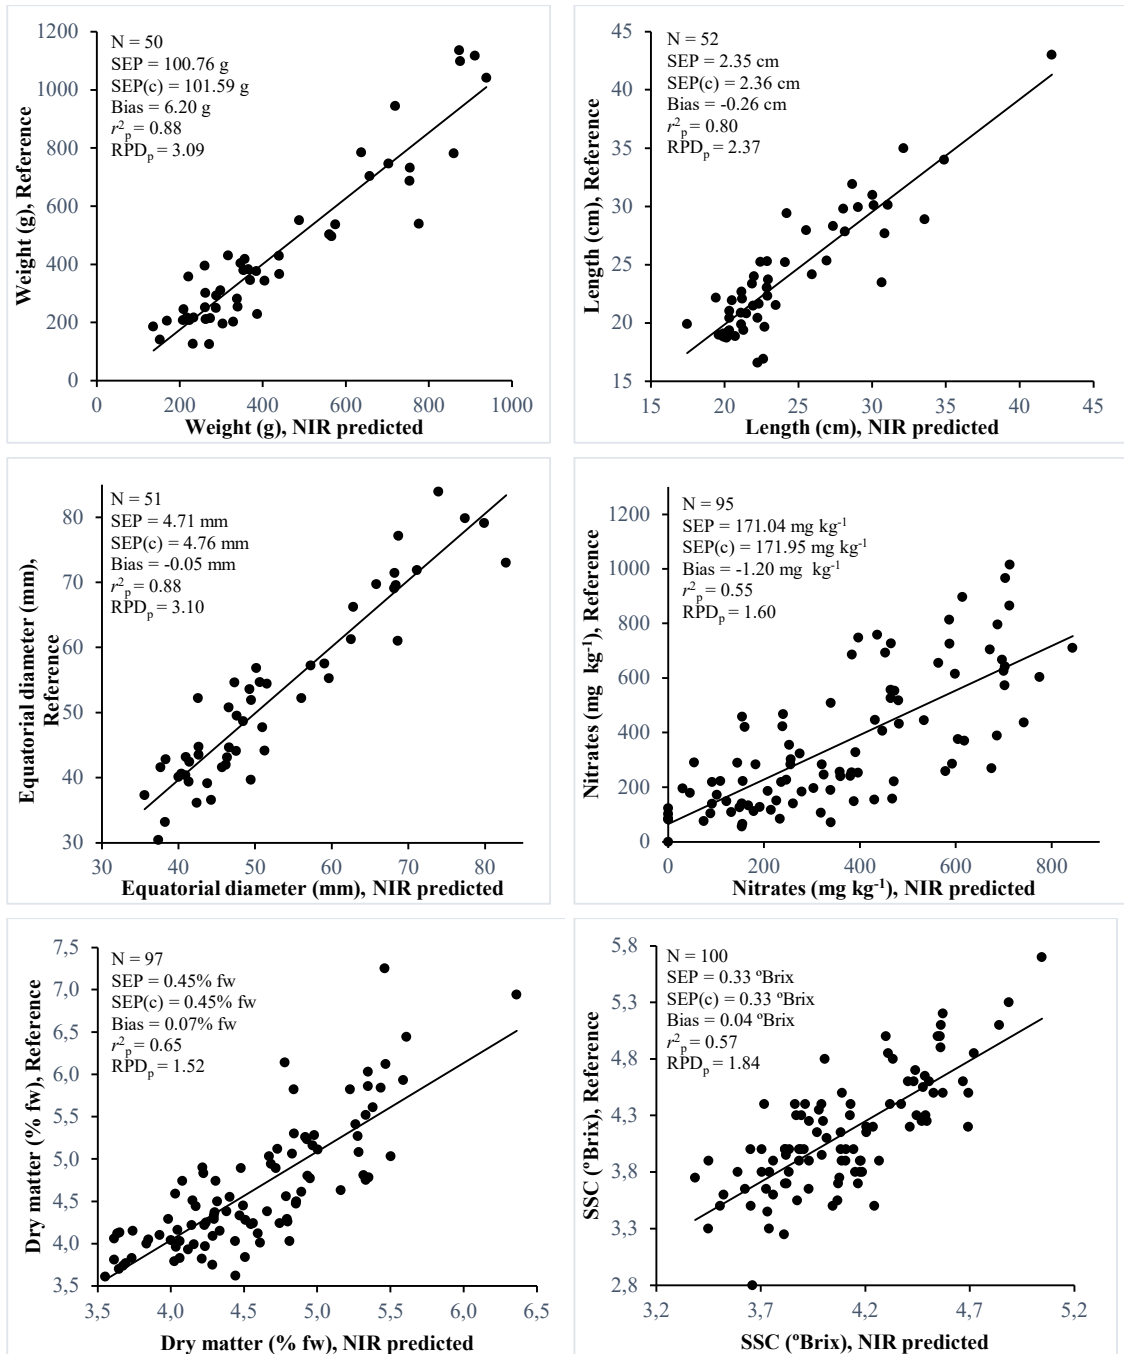 N = 50
SEP = 100.76 g
SEP(c) = 101.59 g
Bias = 6.20 g
r²p = 0.88
RPDp = 3.09
1200
1000
800
600
400
200
0
Weight (g), Reference
0 200 400 600 800 1000
Weight (g), NIR predicted
N = 52
SEP = 2.35 cm
SEP(c) = 2.36 cm
Bias = -0.26 cm
r²p = 0.80
RPDp = 2.37
45
40
35
30
25
20
15
Length (cm), Reference
15 20 25 30 35 40 45
Length (cm), NIR predicted
N = 51
SEP = 4.71 mm
SEP(c) = 4.76 mm
Bias = -0.05 mm
r²p = 0.88
RPDp = 3.10
80
70
60
50
40
30
Equatorial diameter (mm),
Reference
30 40 50 60 70 80
Equatorial diameter (mm), NIR predicted
N = 95
SEP = 171.04 mg kg⁻¹
SEP(c) = 171.95 mg kg⁻¹
Bias = -1.20 mg kg⁻¹
r²p = 0.55
RPDp = 1.60
1200
1000
800
600
400
200
0
Nitrates (mg kg⁻¹), Reference
0 200 400 600 800
Nitrates (mg kg⁻¹), NIR predicted
N = 97
SEP = 0.45% fw
SEP(c) = 0.45% fw
Bias = 0.07% fw
r²p = 0.65
RPDp = 1.52
7,5
7,0
6,5
6,0
5,5
5,0
4,5
4,0
3,5
Dry matter (% fw), Reference
3,5 4,0 4,5 5,0 5,5 6,0 6,5
Dry matter (% fw), NIR predicted
N = 100
SEP = 0.33 ºBrix
SEP(c) = 0.33 ºBrix
Bias = 0.04 ºBrix
r²p = 0.57
RPDp = 1.84
5,8
5,3
4,8
4,3
3,8
3,3
2,8
SSC (ºBrix), Reference
3,2 3,7 4,2 4,7 5,2
SSC (ºBrix), NIR predicted